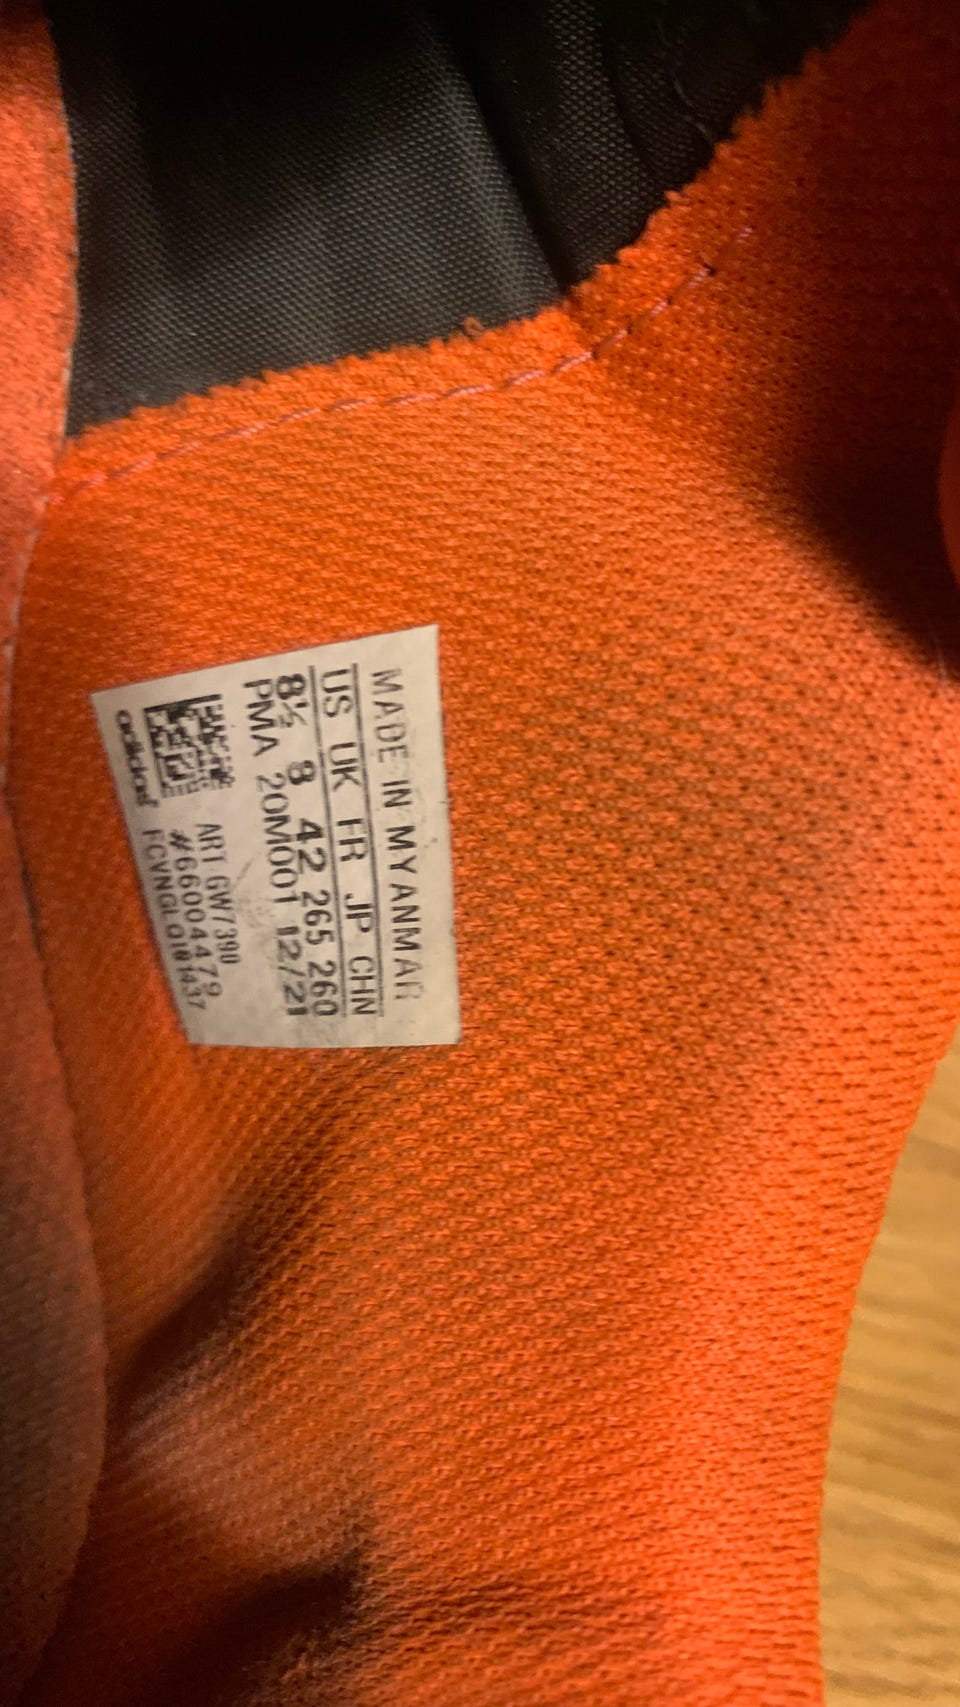 MADE IN MYANMAR
US UK FR JP CHN
8½ 8 42 265 260
PMA 20M001 12/21
ART GW7390
#66004479
adidas